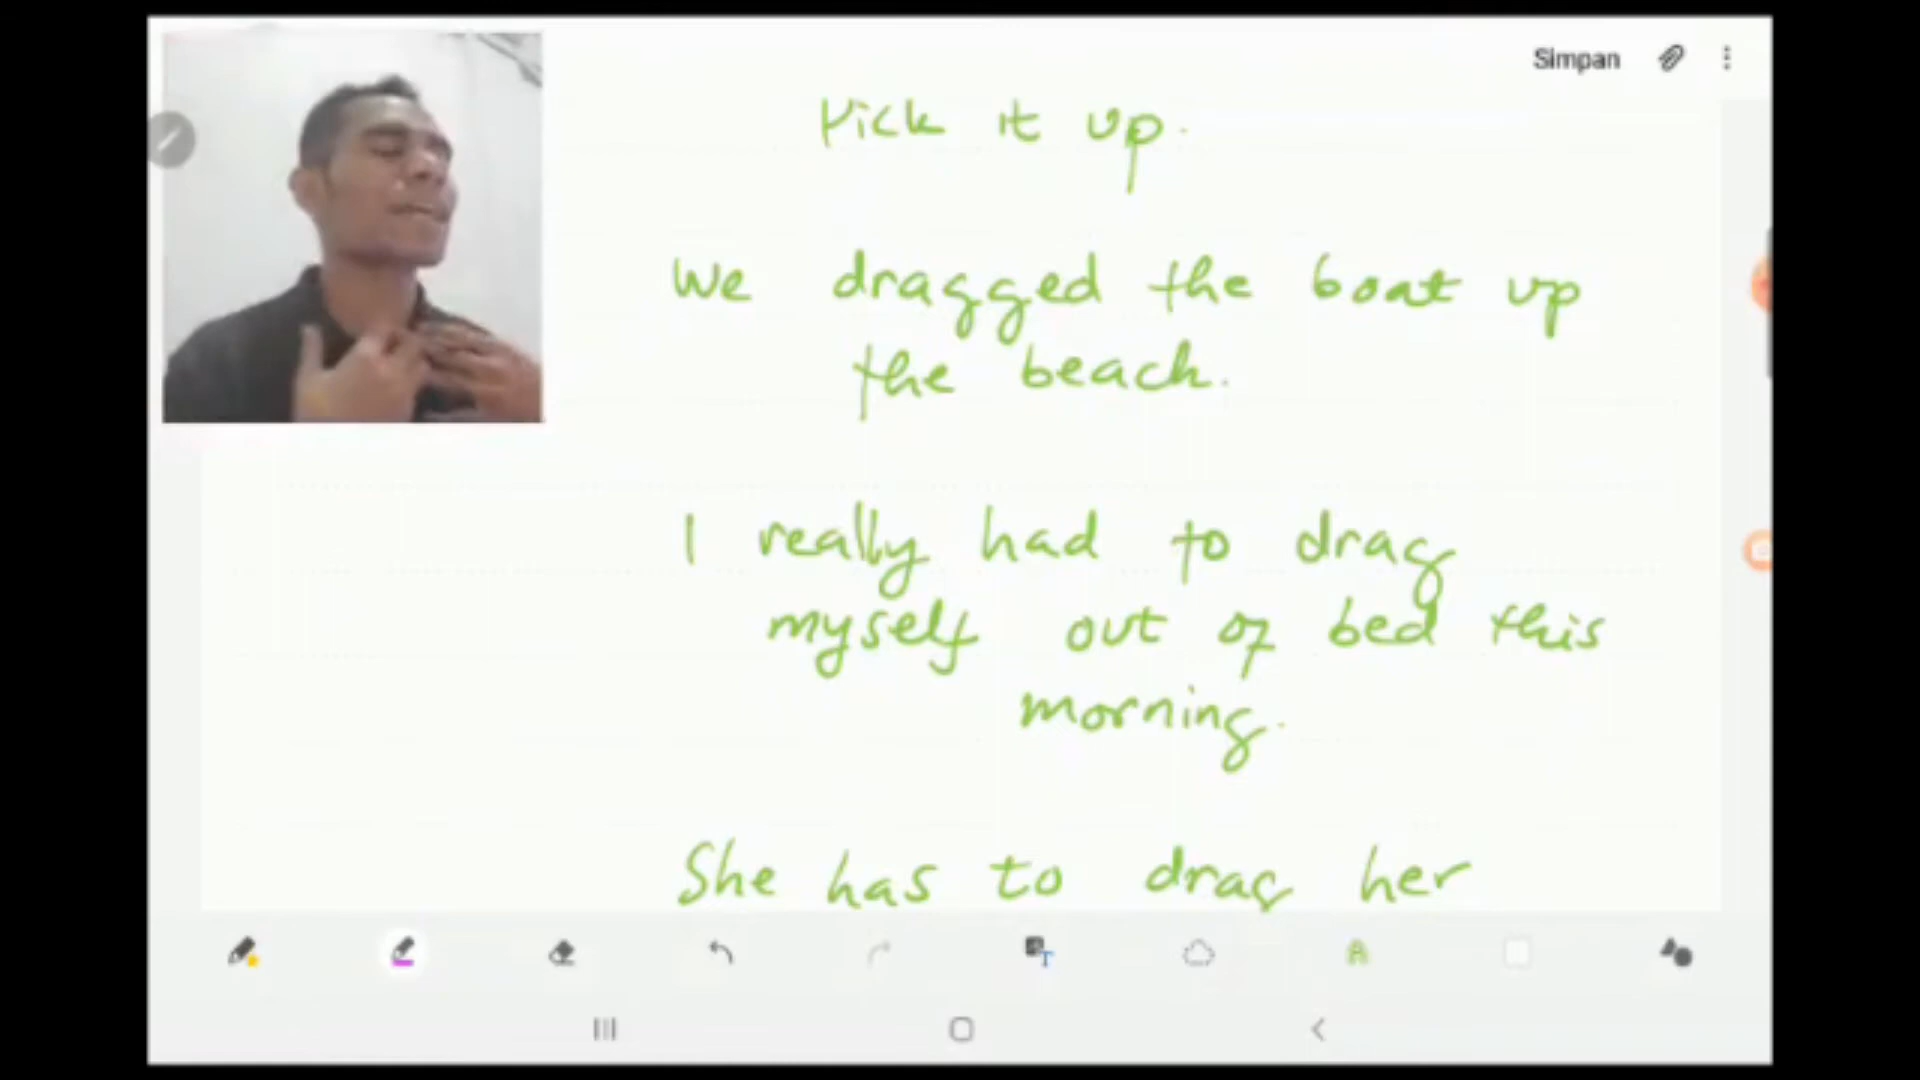 Simpan
Pick it up.
We dragged the boat up
the beach.
I really had to drag
myself out of bed this
morning.
She has to drag her